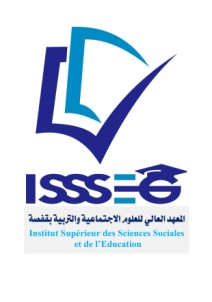 ISSSEG
المعهد العالي للعلوم الاجتماعية والتربية بقفصة
Institut Supérieur des Sciences Sociales
et de l'Education